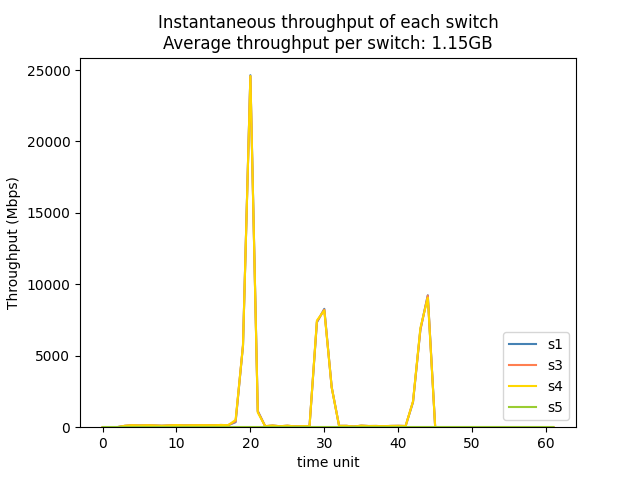 Instantaneous throughput of each switch
Average throughput per switch: 1.15GB
25000
20000
15000
10000
5000
0
Throughput (Mbps)
s1
s3
s4
s5
0 10 20 30 40 50 60
time unit